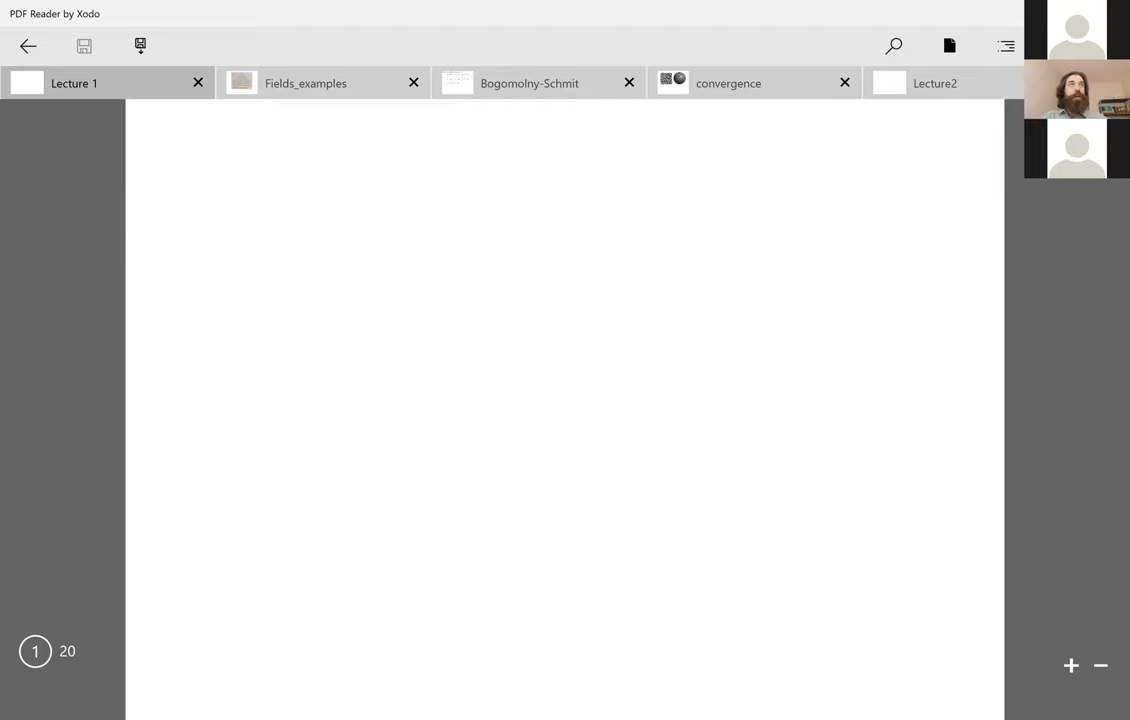 PDF Reader by Xodo
Lecture 1
Fields_examples
Bogomolny-Schmit
convergence
Lecture2
1 20